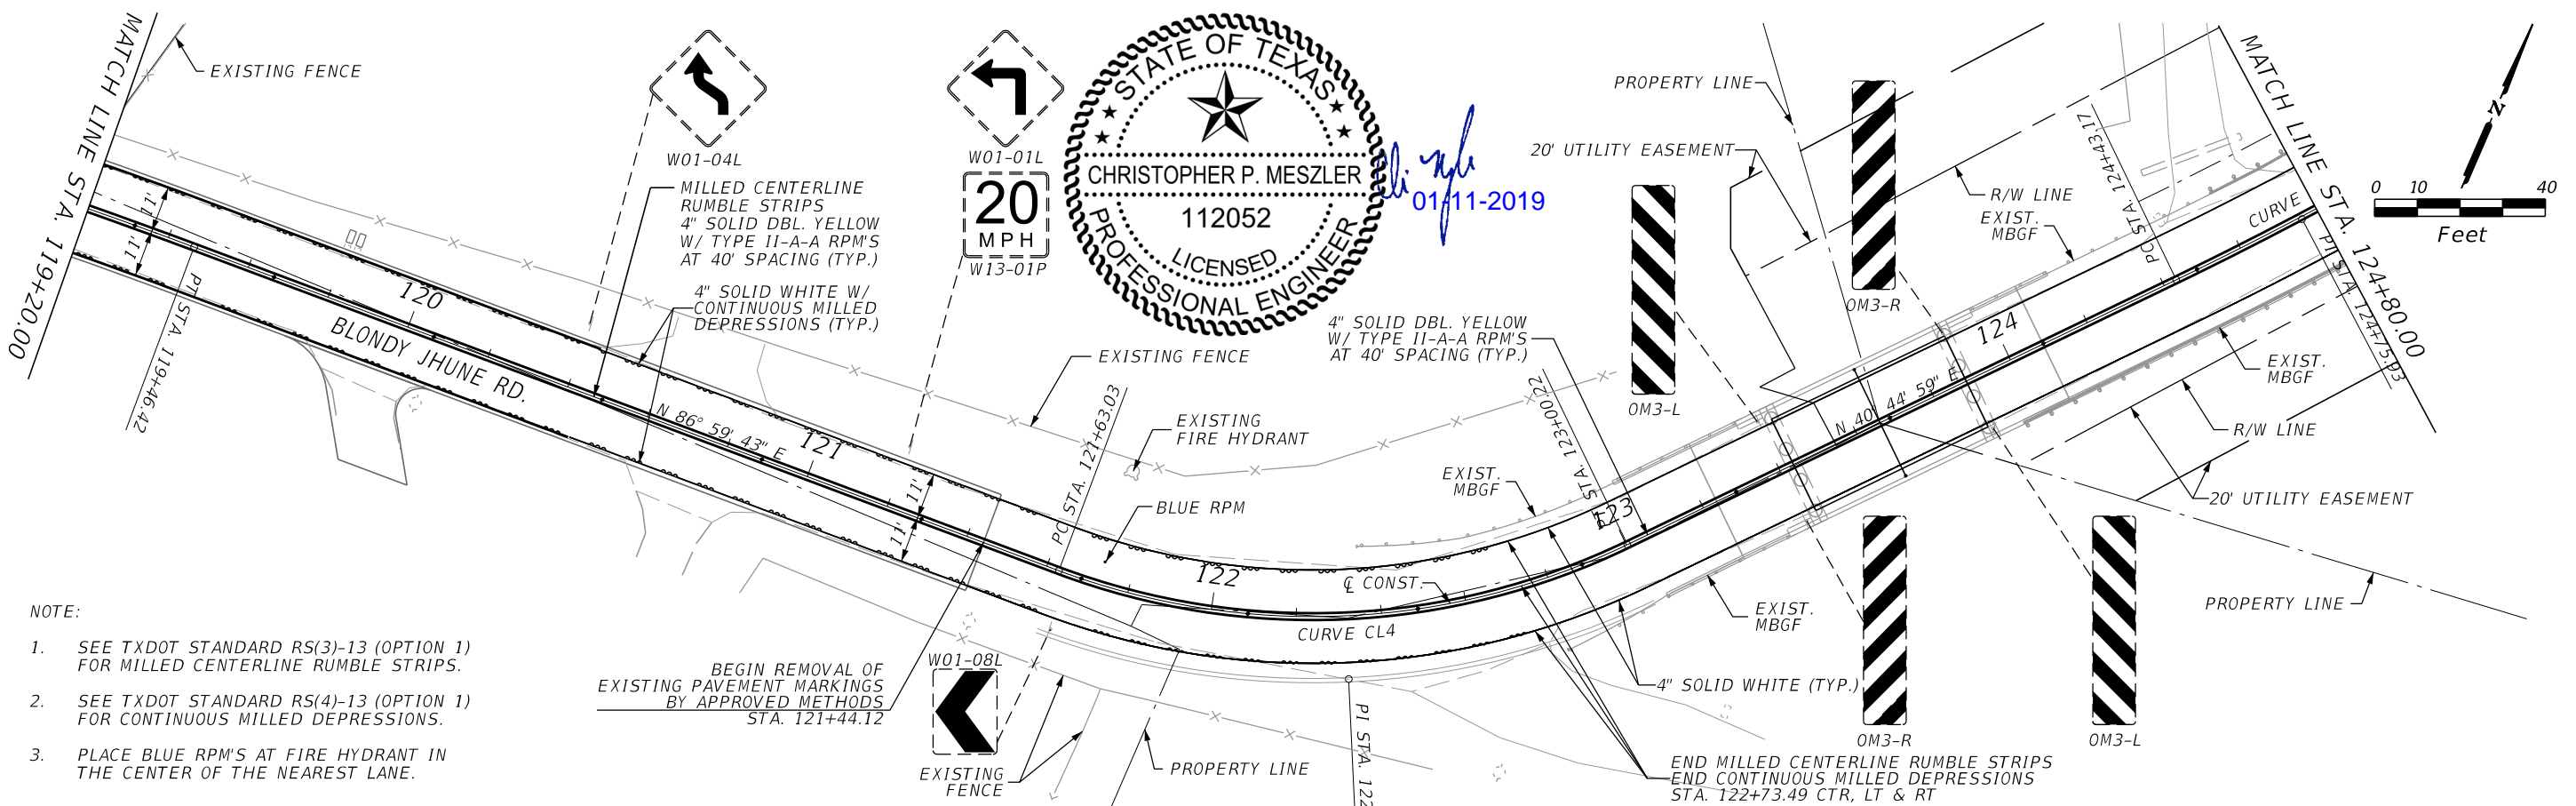 MATCH LINE STA. 119+20.00
EXISTING FENCE
W01-04L
MILLED CENTERLINE
RUMBLE STRIPS
4" SOLID DBL. YELLOW
W/ TYPE II-A-A RPM'S
AT 40' SPACING (TYP.)
4" SOLID WHITE W/
CONTINUOUS MILLED
DEPRESSIONS (TYP.)
W01-01L
20
MPH
W13-01P
STATE OF TEXAS
CHRISTOPHER P. MESZLER
112052
LICENSED
PROFESSIONAL ENGINEER
01-11-2019
PROPERTY LINE
20' UTILITY EASEMENT
OM3-L
OM3-R
R/W LINE
EXIST.
MBGF
PC STA. 124+43.17
MATCH LINE STA. 124+80.00
CURVE
PI STA. 124+75.93
N
0 10 40
Feet
11'
11'
PT STA. 119+46.42
120
BLONDY JHUNE RD.
N 86° 59' 43" E
121
11'
11'
EXISTING FENCE
PC STA. 121+63.03
EXISTING
FIRE HYDRANT
BLUE RPM
4" SOLID DBL. YELLOW
W/ TYPE II-A-A RPM'S
AT 40' SPACING (TYP.)
EXIST.
MBGF
STA. 123+00.22
123
N 40° 44' 59" E
124
EXIST.
MBGF
R/W LINE
20' UTILITY EASEMENT
122
℄ CONST.
CURVE CL4
PI STA. 122
EXIST.
MBGF
4" SOLID WHITE (TYP.)
OM3-R
OM3-L
PROPERTY LINE
END MILLED CENTERLINE RUMBLE STRIPS
END CONTINUOUS MILLED DEPRESSIONS
STA. 122+73.49 CTR, LT & RT
BEGIN REMOVAL OF
EXISTING PAVEMENT MARKINGS
BY APPROVED METHODS
STA. 121+44.12
W01-08L
EXISTING
FENCE
PROPERTY LINE
NOTE:
1. SEE TXDOT STANDARD RS(3)-13 (OPTION 1)
FOR MILLED CENTERLINE RUMBLE STRIPS.
2. SEE TXDOT STANDARD RS(4)-13 (OPTION 1)
FOR CONTINUOUS MILLED DEPRESSIONS.
3. PLACE BLUE RPM'S AT FIRE HYDRANT IN
THE CENTER OF THE NEAREST LANE.